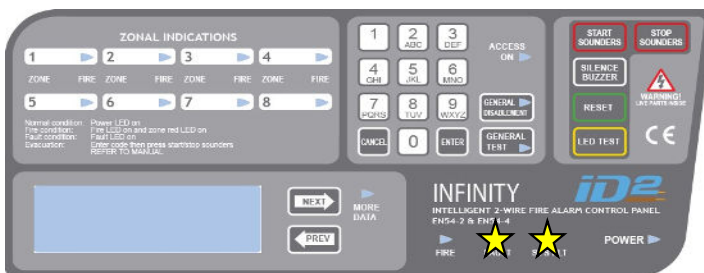 ZONAL INDICATIONS
1 2 3 4
ZONE FIRE ZONE FIRE ZONE FIRE ZONE FIRE
5 6 7 8
Normal condition: Power LED on
Fire condition: Fire LED on and zone red LED on
Fault condition: Fault LED on
Evacuation: Enter code then press start/stop sounders
REFER TO MANUAL
1
2 ABC
3 DEF
ACCESS ON
4 GHI
5 JKL
6 MNO
7 PQRS
8 TUV
9 WXYZ
GENERAL DISABLEMENT
CANCEL
0
ENTER
GENERAL TEST
START SOUNDERS
STOP SOUNDERS
SILENCE BUZZER
WARNING!
LIVE PARTS INSIDE
RESET
LED TEST
CE
NEXT
MORE DATA
PREV
INFINITY iD2
INTELLIGENT 2-WIRE FIRE ALARM CONTROL PANEL
EN54-2 & EN54-4
FIRE
POWER